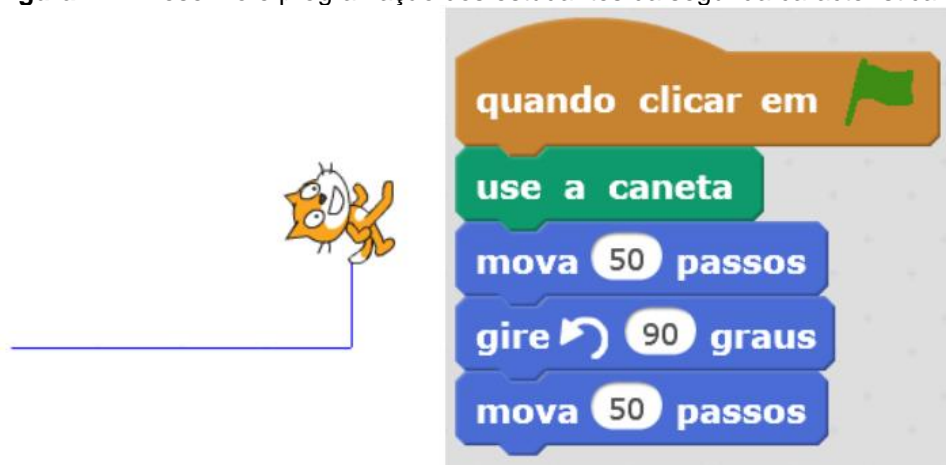 quando clicar em
use a caneta
mova 50 passos
gire 90 graus
mova 50 passos